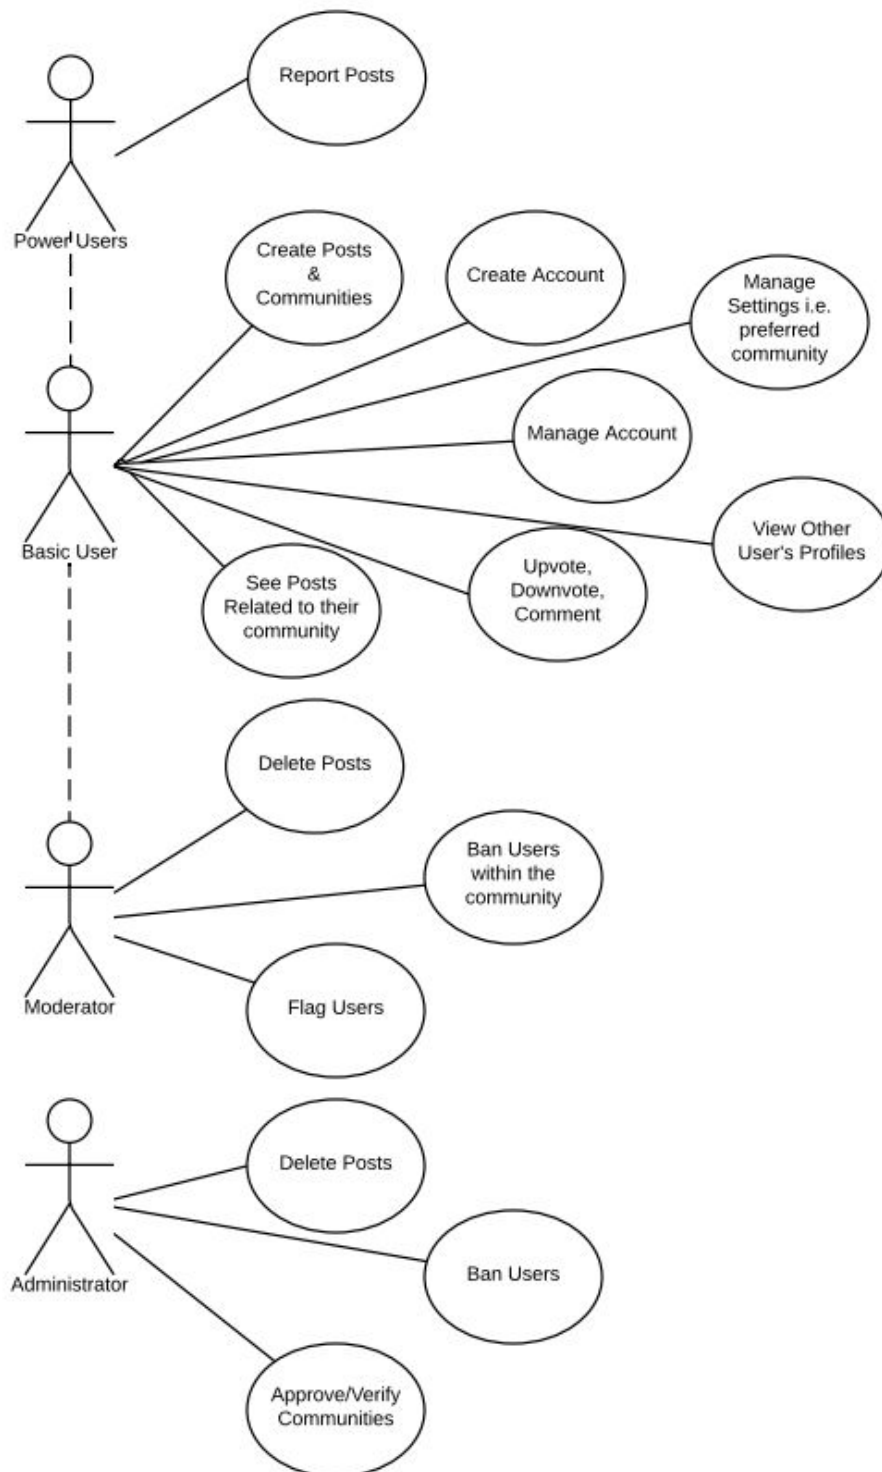 Report Posts
Power Users
Create Posts
&
Communities
Create Account
Manage
Settings i.e.
preferred
community
Manage Account
Basic User
View Other
User's Profiles
See Posts
Related to their
community
Upvote,
Downvote,
Comment
Delete Posts
Ban Users
within the
community
Moderator
Flag Users
Delete Posts
Administrator
Ban Users
Approve/Verify
Communities